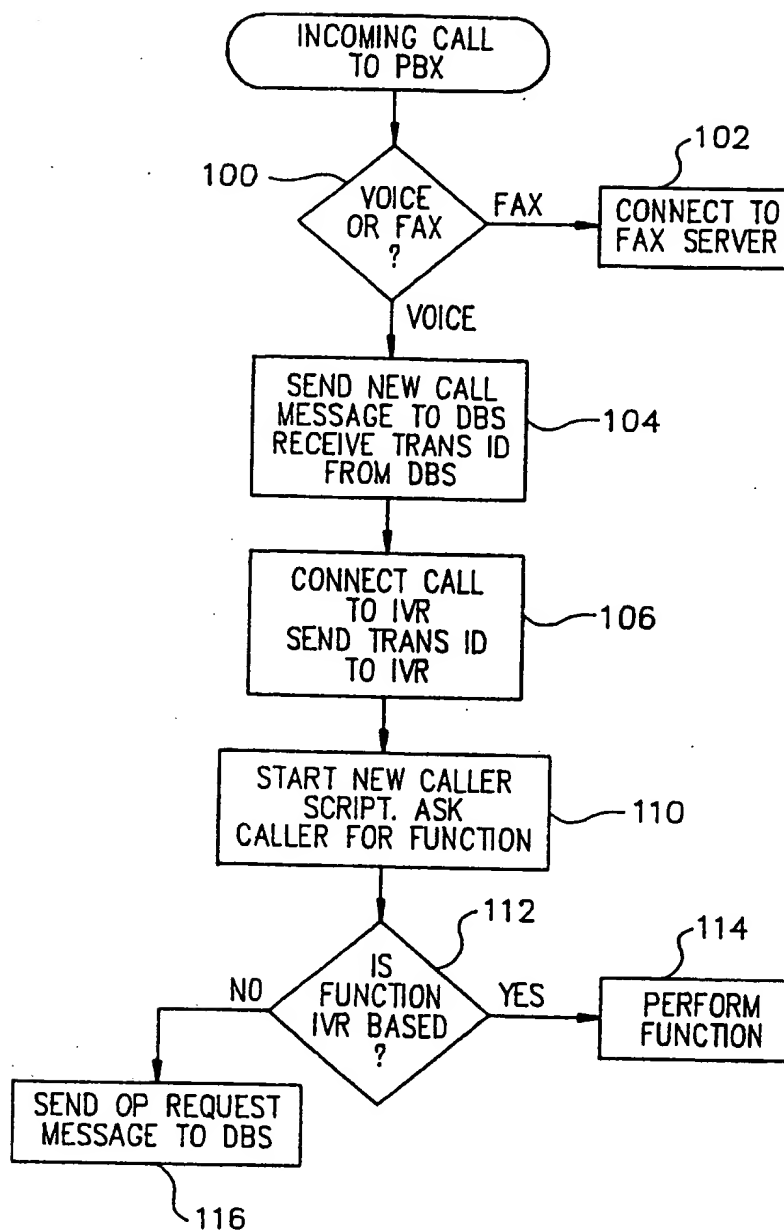 INCOMING CALL
TO PBX
100
VOICE
OR FAX
?
FAX
102
CONNECT TO
FAX SERVER
VOICE
SEND NEW CALL
MESSAGE TO DBS
RECEIVE TRANS ID
FROM DBS
104
CONNECT CALL
TO IVR
SEND TRANS ID
TO IVR
106
START NEW CALLER
SCRIPT. ASK
CALLER FOR FUNCTION
110
112
IS
FUNCTION
IVR BASED
?
NO
YES
114
PERFORM
FUNCTION
SEND OP REQUEST
MESSAGE TO DBS
116